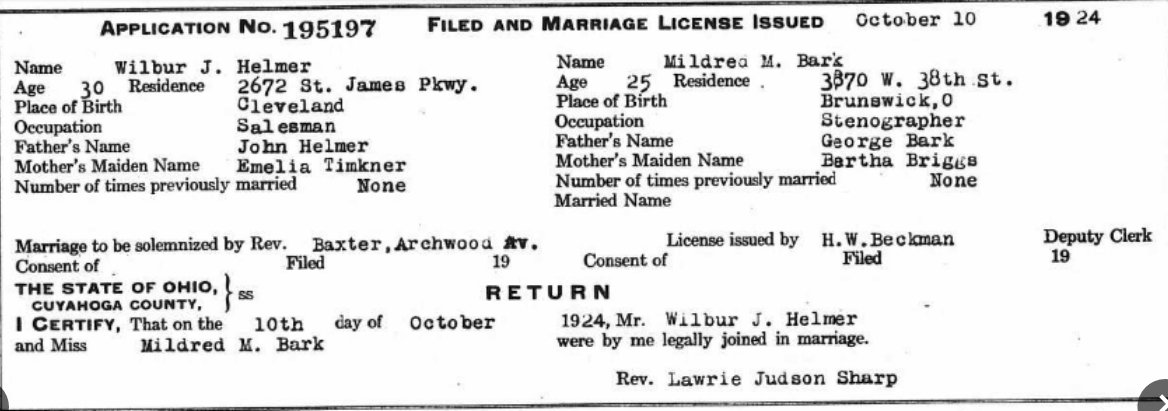 APPLICATION NO. 195197 FILED AND MARRIAGE LICENSE ISSUED October 10 1924
Name Wilbur J. Helmer
Age 30 Residence 2672 St. James Pkwy.
Place of Birth Cleveland
Occupation Salesman
Father's Name John Helmer
Mother's Maiden Name Emelia Timkner
Number of times previously married None
Name Mildred M. Bark
Age 25 Residence 3870 W. 38th St.
Place of Birth Brunswick,O
Occupation Stenographer
Father's Name George Bark
Mother's Maiden Name Bertha Briggs
Number of times previously married None
Married Name
Marriage to be solemnized by Rev. Baxter,Archwood Av. License issued by H.W.Beckman Deputy Clerk
Consent of Filed 19 Consent of Filed 19
THE STATE OF OHIO,
CUYAHOGA COUNTY, } ss
RETURN
I CERTIFY, That on the 10th day of October 1924, Mr. Wilbur J. Helmer
and Miss Mildred M. Bark were by me legally joined in marriage.
Rev. Lawrie Judson Sharp